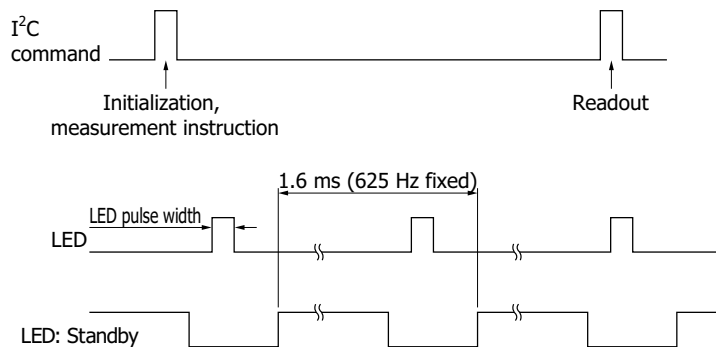 I²C
command
Initialization,
measurement instruction
Readout
1.6 ms (625 Hz fixed)
LED pulse width
LED
LED: Standby